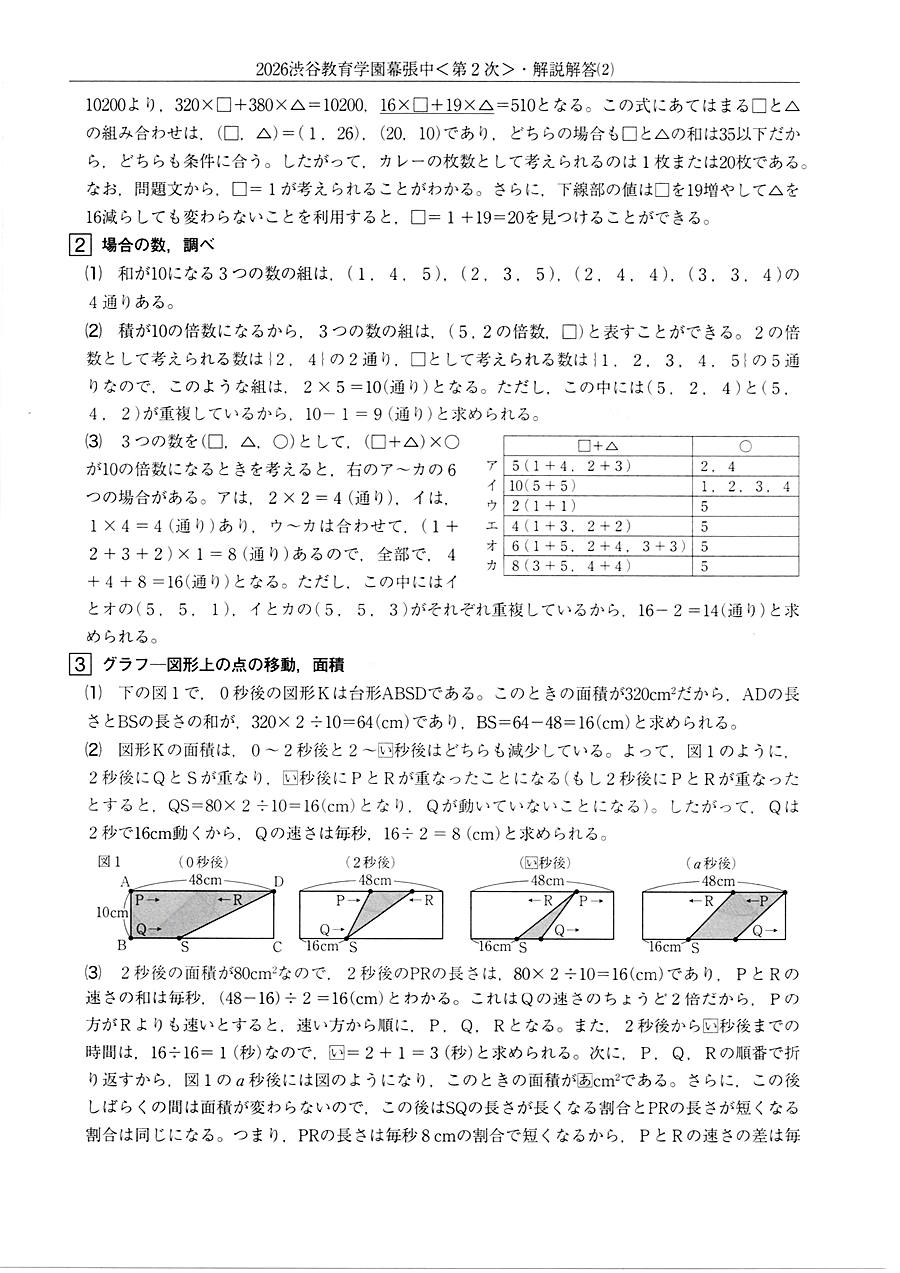 2026渋谷教育学園幕張中＜第２次＞・解説解答⑵
10200より，320×□＋380×△＝10200，16×□＋19×△＝510となる。この式にあてはまる□と△
の組み合わせは，(□，△)＝(１，26)，(20，10)であり，どちらの場合も□と△の和は35以下だか
ら，どちらも条件に合う。したがって，カレーの枚数として考えられるのは１枚または20枚である。
なお，問題文から，□＝１が考えられることがわかる。さらに，下線部の値は□を19増やして△を
16減らしても変わらないことを利用すると，□＝１＋19＝20を見つけることができる。
2 場合の数，調べ
⑴ 和が10になる３つの数の組は，(１，４，５)，(２，３，５)，(２，４，４)，(３，３，４)の
４通りある。
⑵ 積が10の倍数になるから，３つの数の組は，(５，２の倍数，□)と表すことができる。２の倍
数として考えられる数は{２，４}の２通り，□として考えられる数は{１，２，３，４，５}の５通
りなので，このような組は，２×５＝10(通り)となる。ただし，この中には(５，２，４)と(５，
４，２)が重複しているから，10－１＝９(通り)と求められる。
⑶ ３つの数を(□，△，○)として，(□＋△)×○
が10の倍数になるときを考えると，右のア～カの６
つの場合がある。アは，２×２＝４(通り)，イは，
１×４＝４(通り)あり，ウ～カは合わせて，(１＋
２＋３＋２)×１＝８(通り)あるので，全部で，４
＋４＋８＝16(通り)となる。ただし，この中にはイ
とオの(５，５，１)，イとカの(５，５，３)がそれぞれ重複しているから，16－２＝14(通り)と求
められる。
□＋△ ○
ア 5(１＋４，２＋３) ２，４
イ 10(５＋５) １，２，３，４
ウ 2(１＋１) ５
エ 4(１＋３，２＋２) ５
オ 6(１＋５，２＋４，３＋３) ５
カ 8(３＋５，４＋４) ５
3 グラフ―図形上の点の移動，面積
⑴ 下の図１で，０秒後の図形Ｋは台形ABSDである。このときの面積が320cm²だから，ADの長
さとBSの長さの和が，320×２÷10＝64(cm)であり，BS＝64－48＝16(cm)と求められる。
⑵ 図形Ｋの面積は，０～２秒後と２～い秒後はどちらも減少している。よって，図１のように，
２秒後にＱとＳが重なり，い秒後にＰとＲが重なったことになる(もし２秒後にＰとＲが重なった
とすると，QS＝80×２÷10＝16(cm)となり，Ｑが動いていないことになる)。したがって，Ｑは
２秒で16cm動くから，Ｑの速さは毎秒，16÷２＝８(cm)と求められる。
図１ (０秒後) (２秒後) (い秒後) (a秒後)
A 48cm D 48cm 48cm 48cm
P→ ←R P→ ←R ←R P→ ←R ←P
10cm
Q→ Q→ Q→
B S C 16cm S 16cm S 16cm S
⑶ ２秒後の面積が80cm²なので，２秒後のPRの長さは，80×２÷10＝16(cm)であり，ＰとＲの
速さの和は毎秒，(48－16)÷２＝16(cm)とわかる。これはＱの速さのちょうど２倍だから，Ｐの
方がＲよりも速いとすると，速い方から順に，Ｐ，Ｑ，Ｒとなる。また，２秒後からい秒後までの
時間は，16÷16＝１(秒)なので，い＝２＋１＝３(秒)と求められる。次に，Ｐ，Ｑ，Ｒの順番で折
り返すから，図１のa秒後には図のようになり，このときの面積があcm²である。さらに，この後
しばらくの間は面積が変わらないので，この後はSQの長さが長くなる割合とPRの長さが短くなる
割合は同じになる。つまり，PRの長さは毎秒８cmの割合で短くなるから，ＰとＲの速さの差は毎